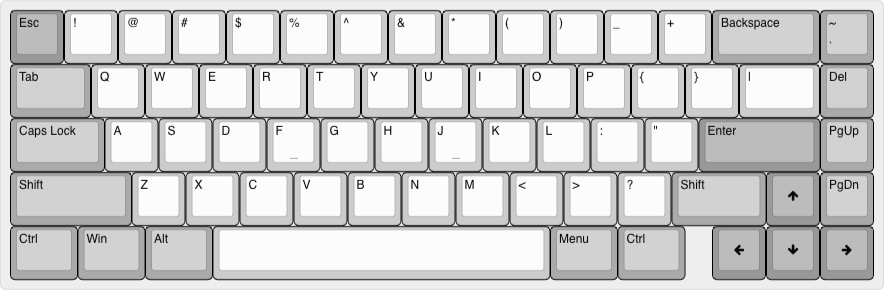 Esc ! @ # $ % ^ & * ( ) _ + Backspace ~
`
Tab Q W E R T Y U I O P { } | Del
Caps Lock A S D F G H J K L : " Enter PgUp
_ _
Shift Z X C V B N M < > ? Shift ↑ PgDn
Ctrl Win Alt Menu Ctrl ← ↓ →